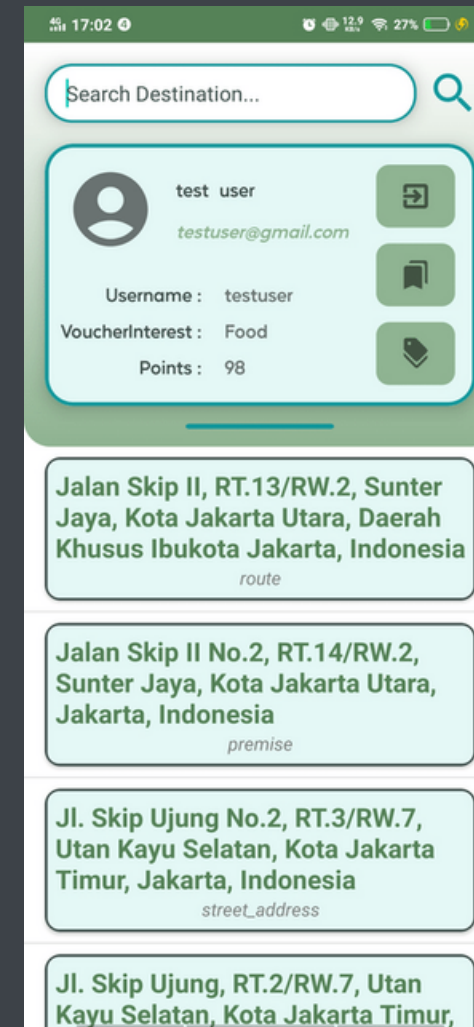 4G 17:02 4 12.9 KB/s 27%
Search Destination...
test user
testuser@gmail.com
Username : testuser
VoucherInterest : Food
Points : 98
Jalan Skip II, RT.13/RW.2, Sunter
Jaya, Kota Jakarta Utara, Daerah
Khusus Ibukota Jakarta, Indonesia
route
Jalan Skip II No.2, RT.14/RW.2,
Sunter Jaya, Kota Jakarta Utara,
Jakarta, Indonesia
premise
Jl. Skip Ujung No.2, RT.3/RW.7,
Utan Kayu Selatan, Kota Jakarta
Timur, Jakarta, Indonesia
street_address
Jl. Skip Ujung, RT.2/RW.7, Utan
Kayu Selatan, Kota Jakarta Timur,